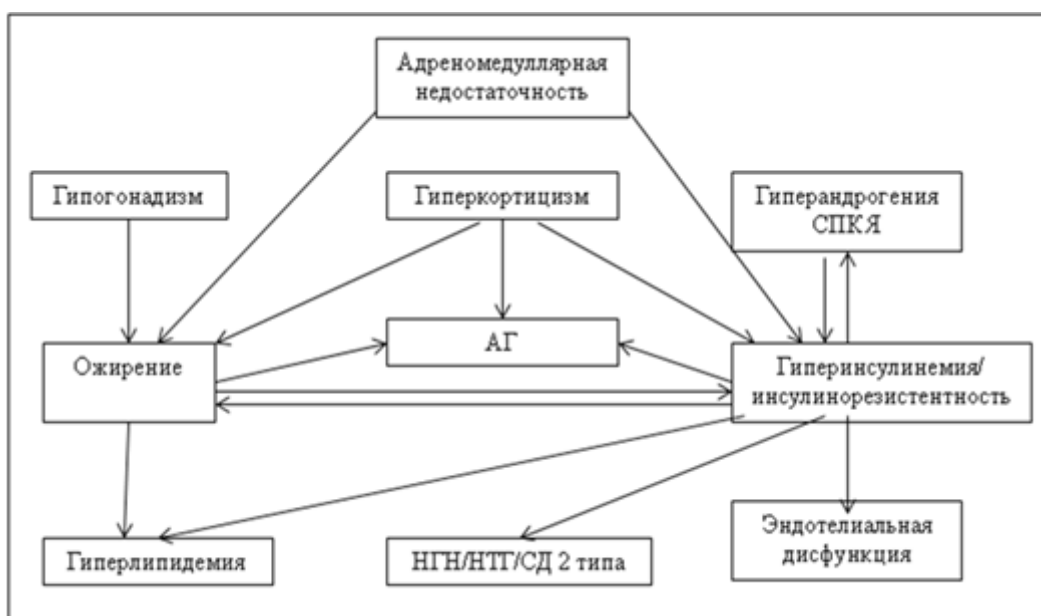 Адреномедуллярная
недостаточность
Гипогонадизм
Гиперкортицизм
Гиперандрогения
СПКЯ
Ожирение
АГ
Гиперинсулинемия/
инсулинорезистентность
Гиперлипидемия
НГН/НТГ/СД 2 типа
Эндотелиальная
дисфункция